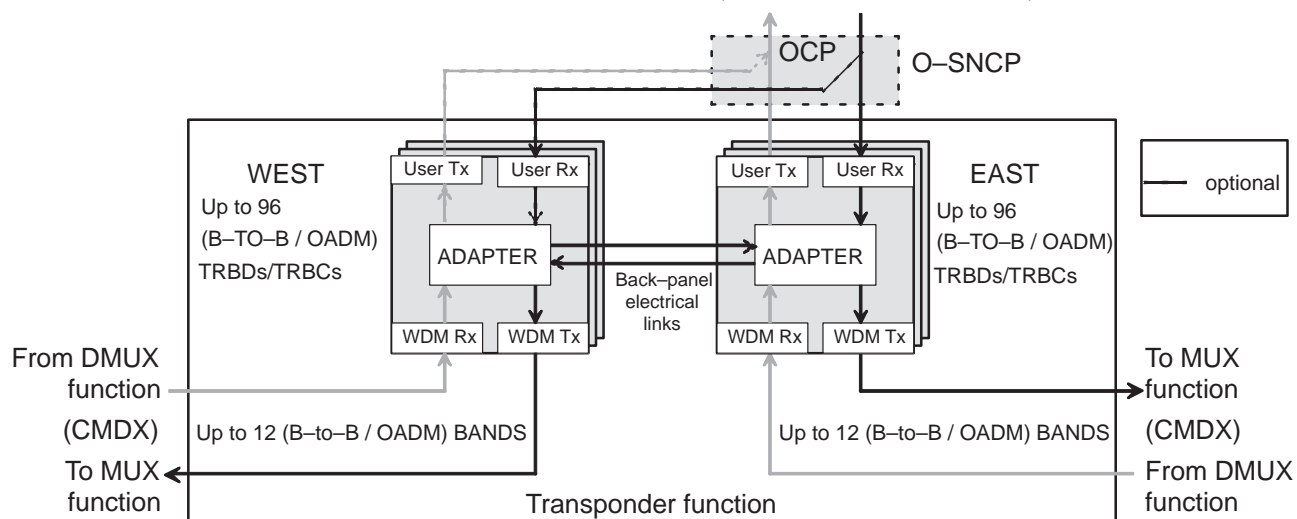 OCP
O–SNCP
WEST
User Tx
User Rx
User Tx
User Rx
EAST
optional
Up to 96
(B–TO–B / OADM)
TRBDs/TRBCs
Up to 96
(B–TO–B / OADM)
TRBDs/TRBCs
ADAPTER
ADAPTER
Back–panel
electrical
links
WDM Rx
WDM Tx
WDM Rx
WDM Tx
From DMUX
function
(CMDX)
To MUX
function
To MUX
function
(CMDX)
From DMUX
function
Up to 12 (B–to–B / OADM) BANDS
Up to 12 (B–to–B / OADM) BANDS
Transponder function